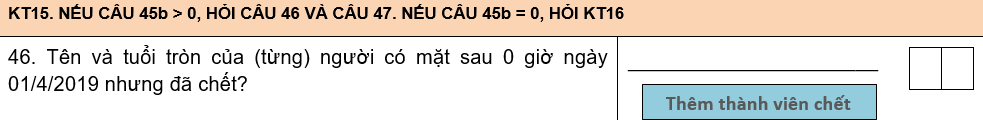 KT15. NẾU CÂU 45b > 0, HỎI CÂU 46 VÀ CÂU 47. NẾU CÂU 45b = 0, HỎI KT16
46. Tên và tuổi tròn của (từng) người có mặt sau 0 giờ ngày
01/4/2019 nhưng đã chết?
Thêm thành viên chết